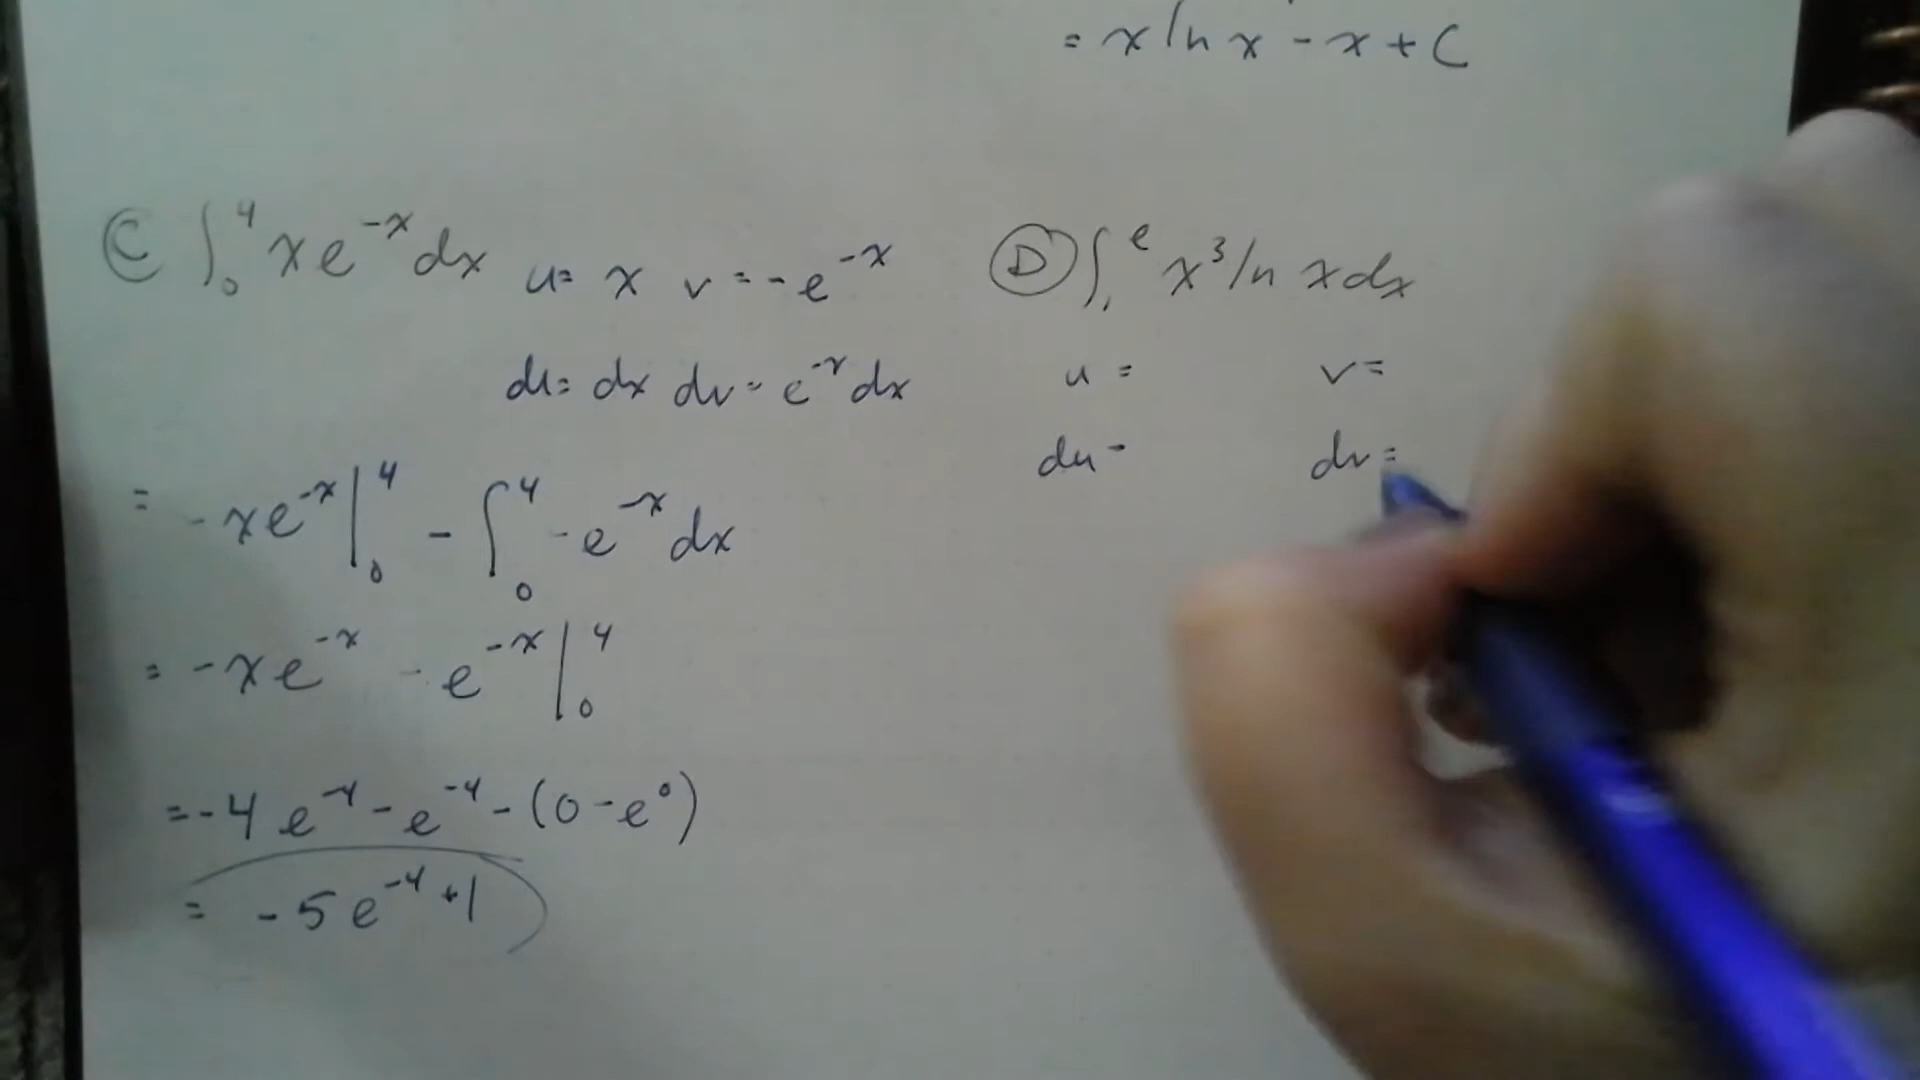 = x ln x - x + C
Ⓒ ∫₀⁴ x e^{-x} dx u = x v = -e^{-x}
du = dx dv = e^{-x} dx
= -xe^{-x} |₀⁴ - ∫₀⁴ -e^{-x} dx
= -xe^{-x} - e^{-x} |₀⁴
= -4e^{-4} - e^{-4} - (0 - e⁰)
= -5e^{-4} + 1
Ⓓ ∫₁ᵉ x³ ln x dx
u = v =
du = dv =